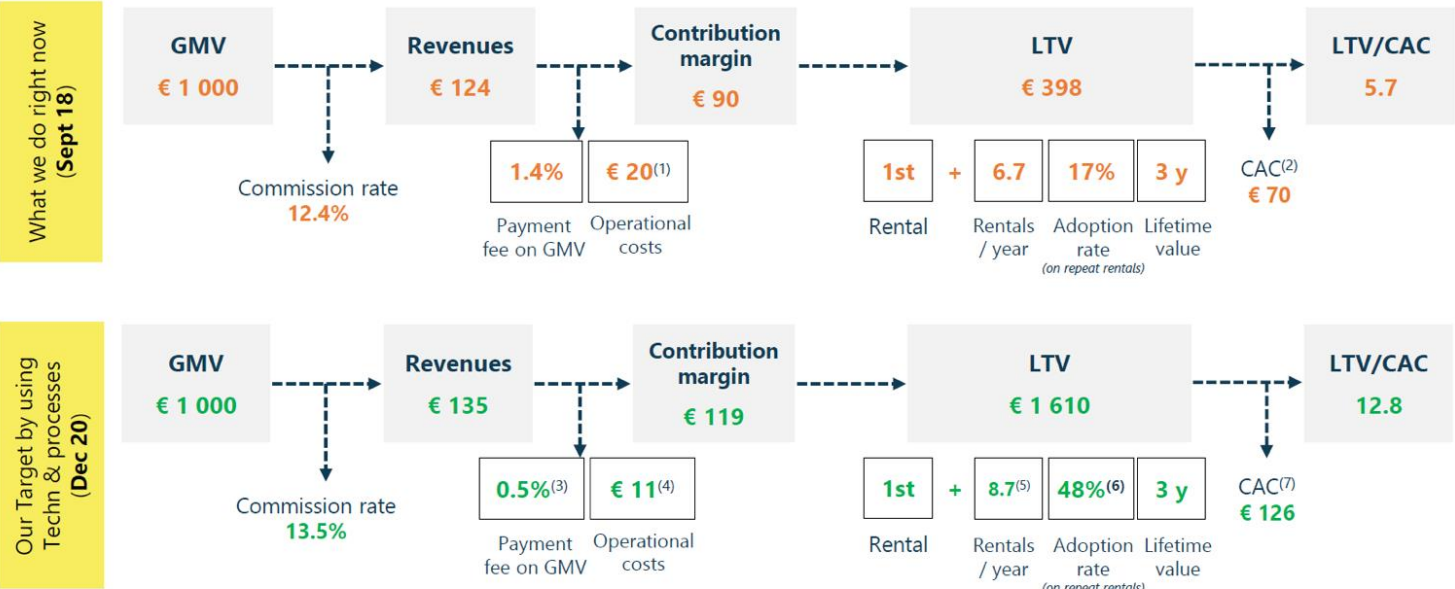 What we do right now
(Sept 18)
GMV
€ 1 000
Commission rate
12.4%
Revenues
€ 124
1.4%
Payment
fee on GMV
€ 20(1)
Operational
costs
Contribution
margin
€ 90
LTV
€ 398
1st
Rental
+
6.7
Rentals
/ year
17%
Adoption
rate
(on repeat rentals)
3 y
Lifetime
value
CAC(2)
€ 70
LTV/CAC
5.7
Our Target by using
Techn & processes
(Dec 20)
GMV
€ 1 000
Commission rate
13.5%
Revenues
€ 135
0.5%(3)
Payment
fee on GMV
€ 11(4)
Operational
costs
Contribution
margin
€ 119
LTV
€ 1 610
1st
Rental
+
8.7(5)
Rentals
/ year
48%(6)
Adoption
rate
(on repeat rentals)
3 y
Lifetime
value
CAC(7)
€ 126
LTV/CAC
12.8